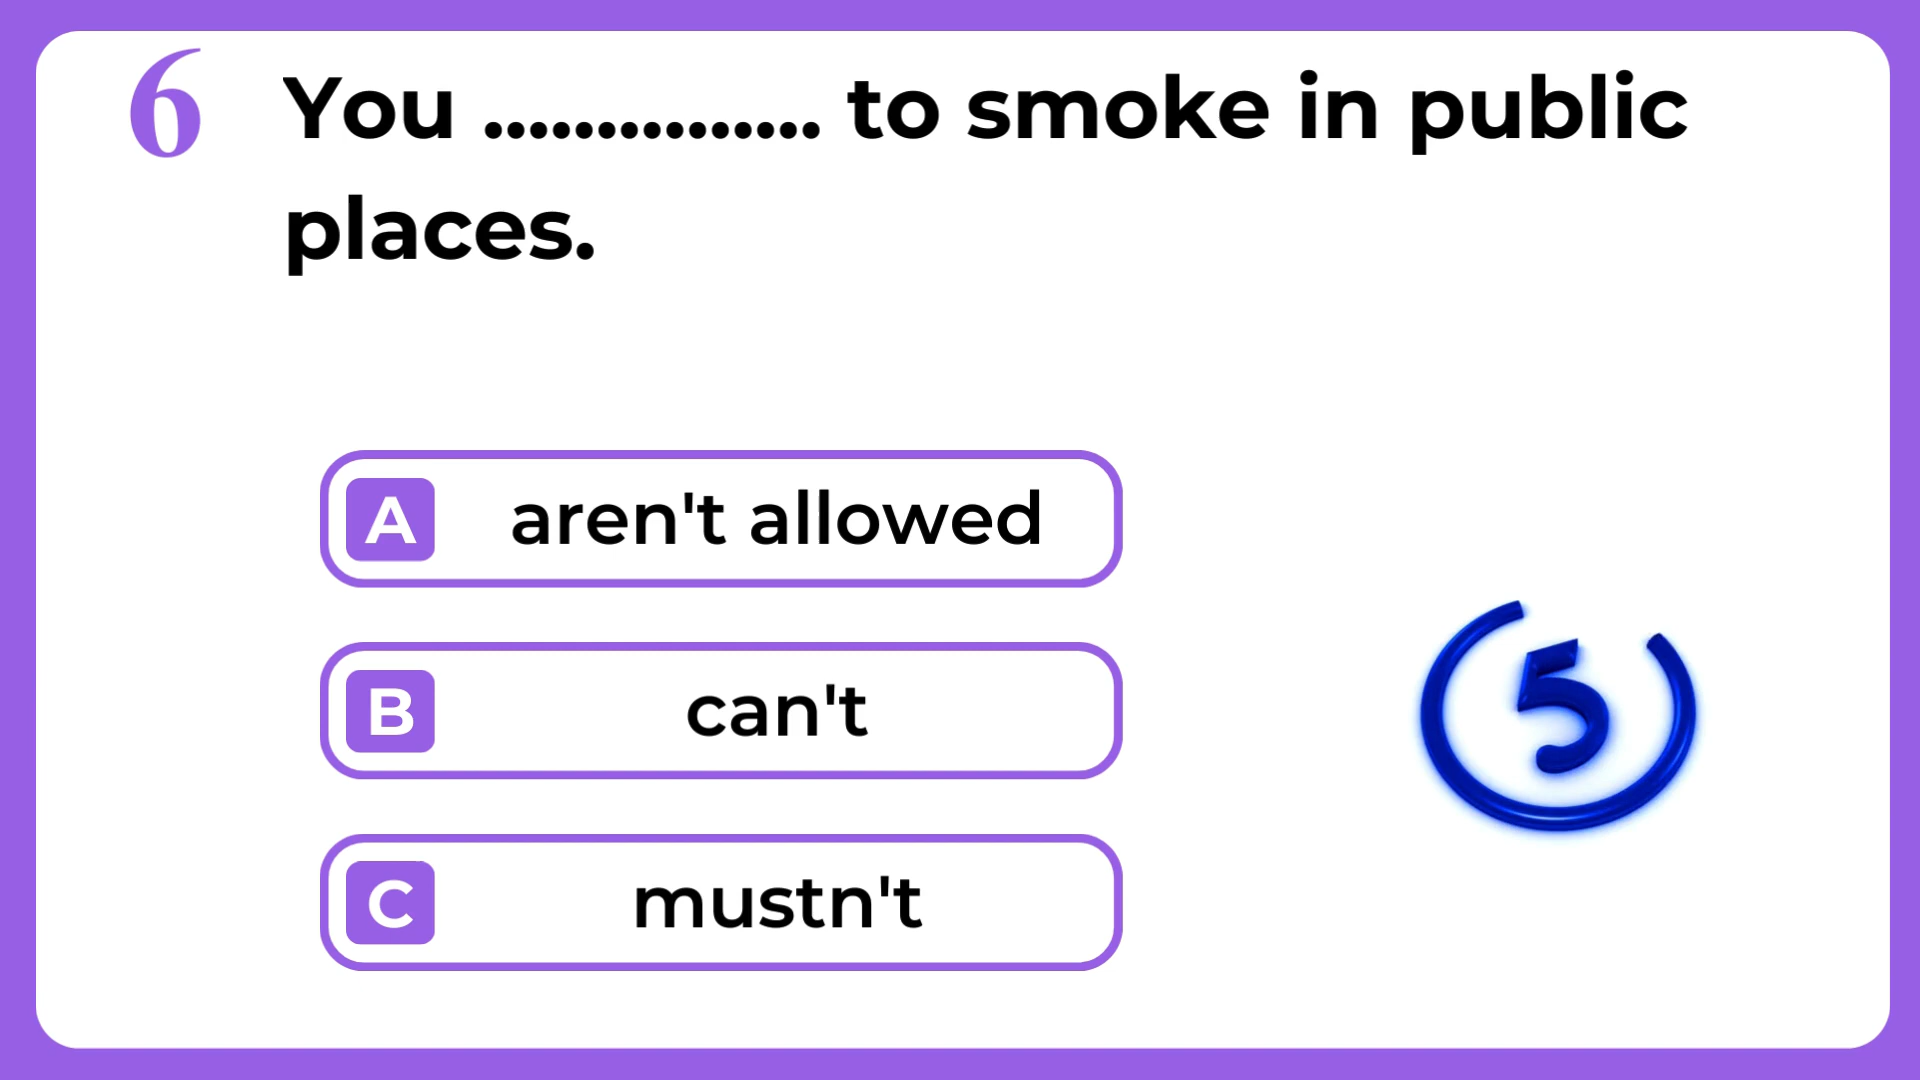 6 You ............... to smoke in public
places.
A aren't allowed
B can't
5
C mustn't